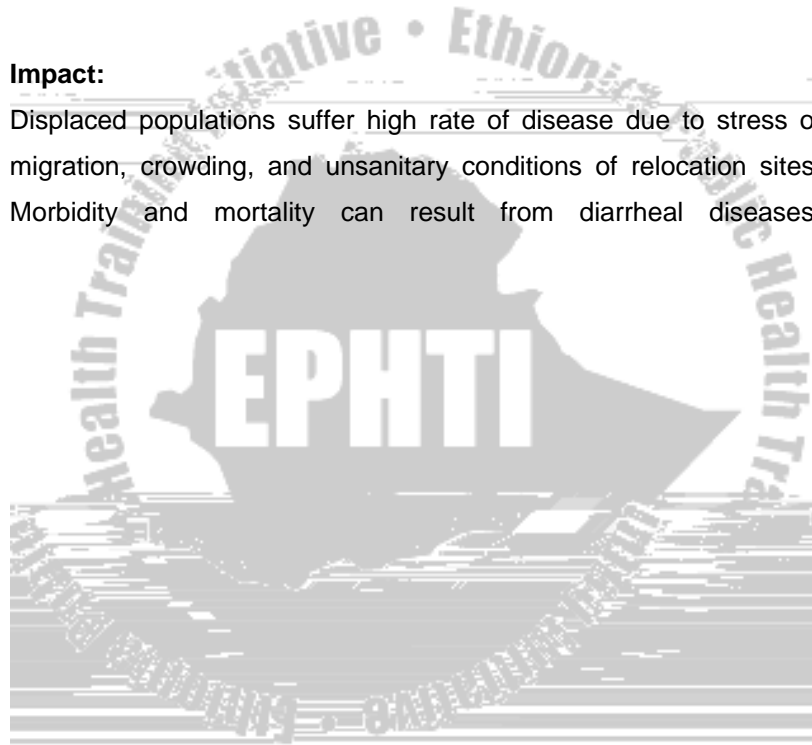 Impact:
Displaced populations suffer high rate of disease due to stress o
migration, crowding, and unsanitary conditions of relocation sites
Morbidity and mortality can result from diarrheal diseases
EPHTI